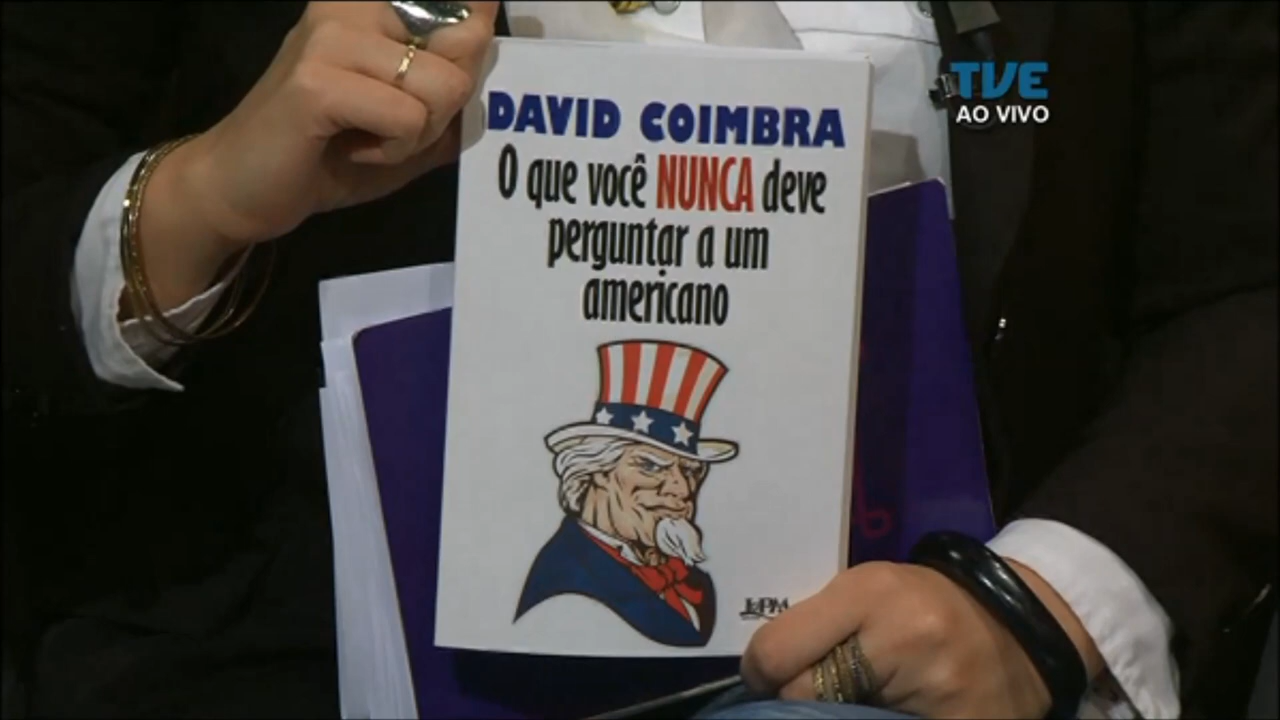 TVE
AO VIVO
DAVID COIMBRA
O que você NUNCA deve
perguntar a um
americano
L&PM